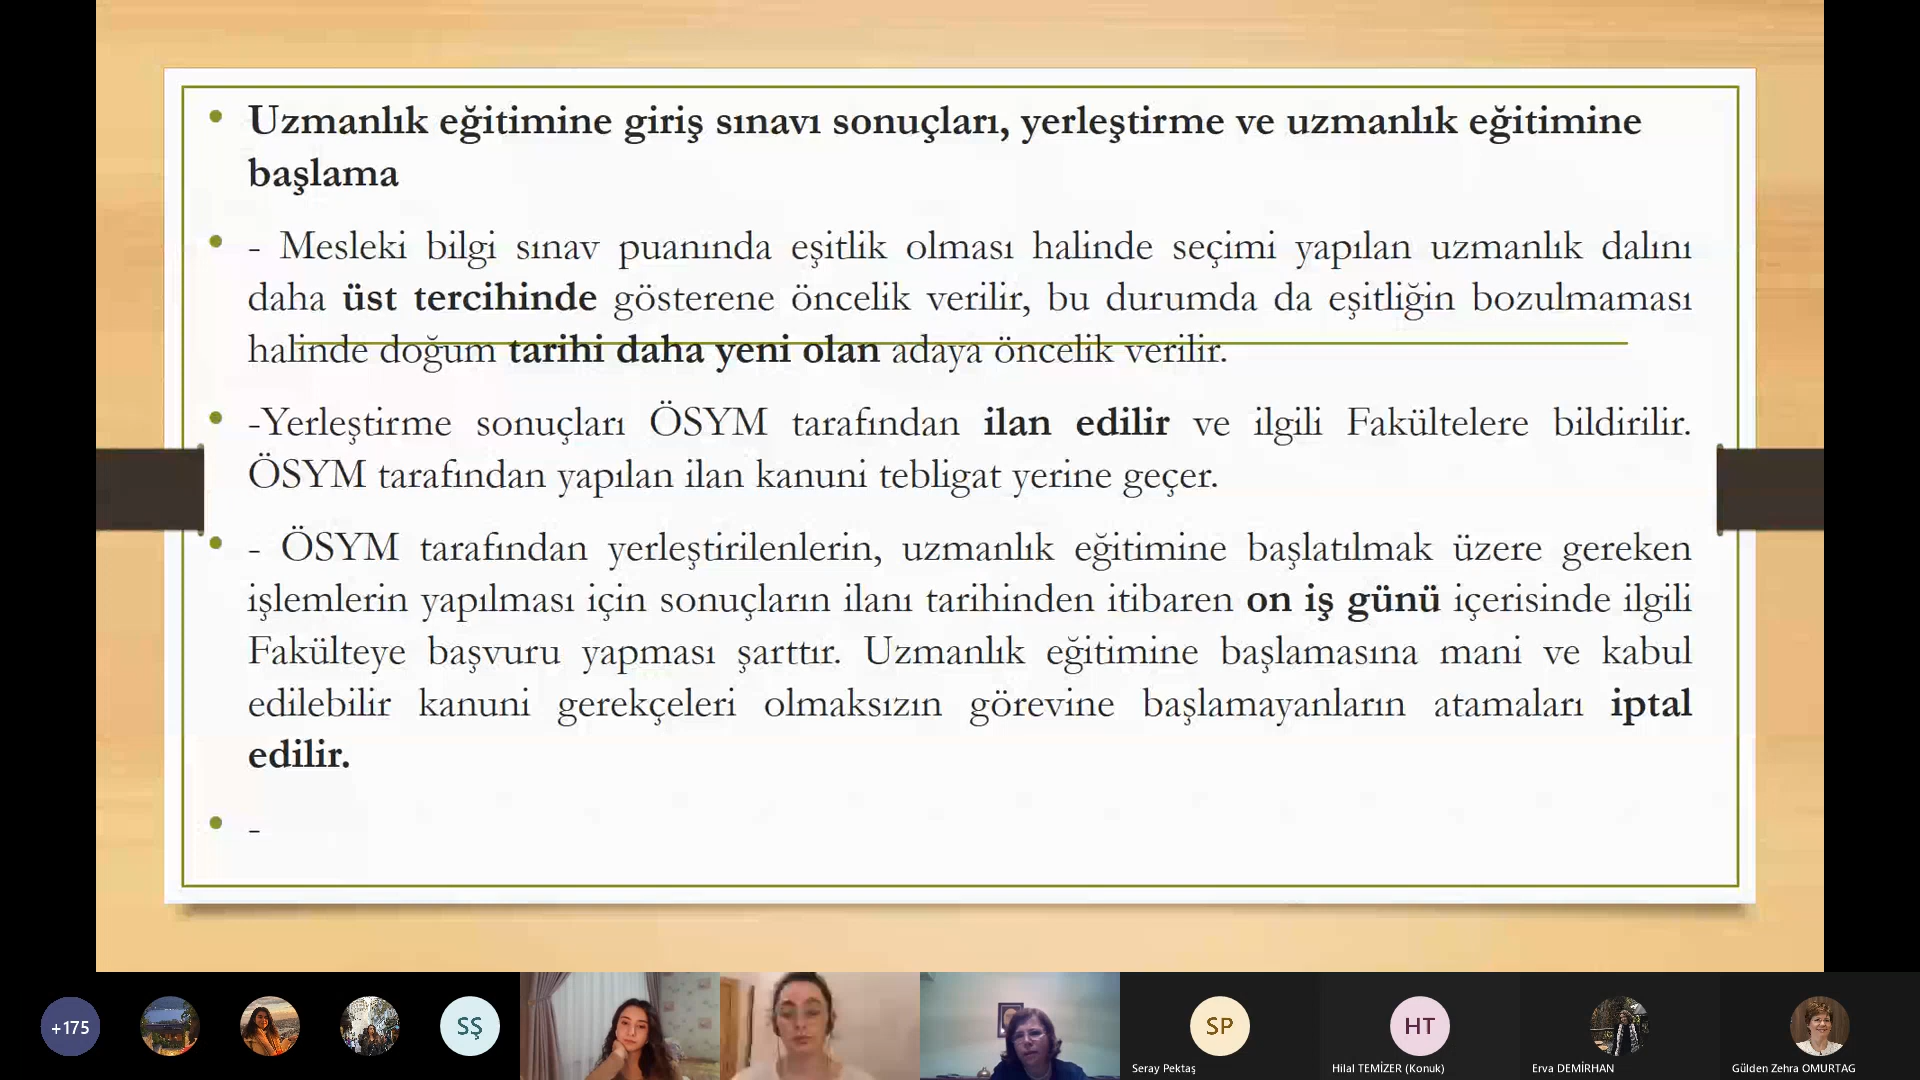 Uzmanlık eğitimine giriş sınavı sonuçları, yerleştirme ve uzmanlık eğitimine
başlama
- Mesleki bilgi sınav puanında eşitlik olması halinde seçimi yapılan uzmanlık dalını
daha üst tercihinde gösterene öncelik verilir, bu durumda da eşitliğin bozulmaması
halinde doğum tarihi daha yeni olan adaya öncelik verilir.
-Yerleştirme sonuçları ÖSYM tarafından ilan edilir ve ilgili Fakültelere bildirilir.
ÖSYM tarafından yapılan ilan kanuni tebligat yerine geçer.
- ÖSYM tarafından yerleştirilenlerin, uzmanlık eğitimine başlatılmak üzere gereken
işlemlerin yapılması için sonuçların ilanı tarihinden itibaren on iş günü içerisinde ilgili
Fakülteye başvuru yapması şarttır. Uzmanlık eğitimine başlamasına mani ve kabul
edilebilir kanuni gerekçeleri olmaksızın görevine başlamayanların atamaları iptal
edilir.
-
+175
SŞ
SP
HT
Seray Pektaş
Hilal TEMİZER (Konuk)
Erva DEMİRHAN
Gülden Zehra OMURTAG